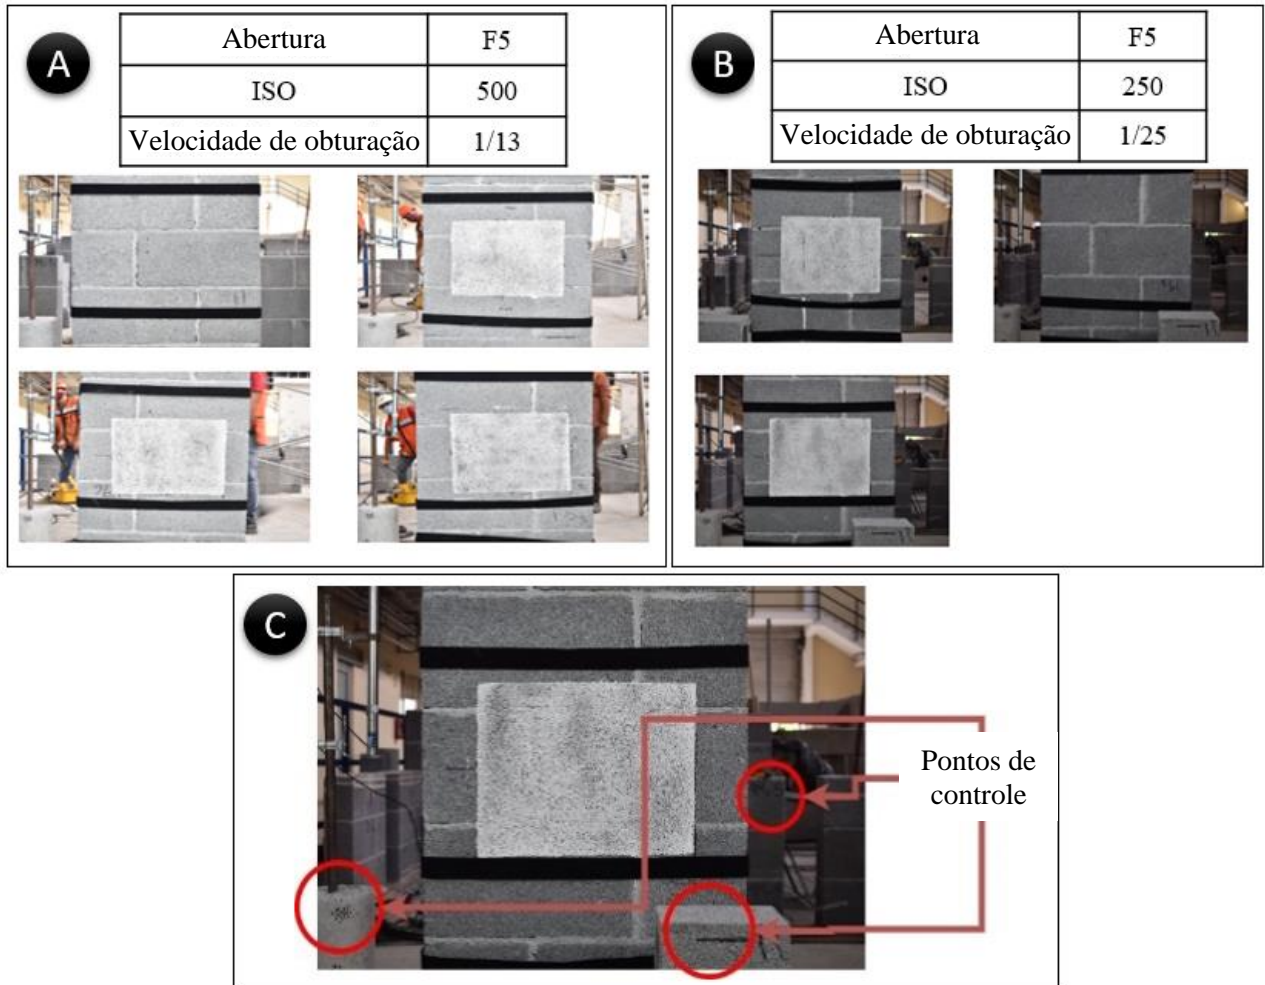 A
Abertura F5
ISO 500
Velocidade de obturação 1/13
B
Abertura F5
ISO 250
Velocidade de obturação 1/25
C
Pontos de
controle